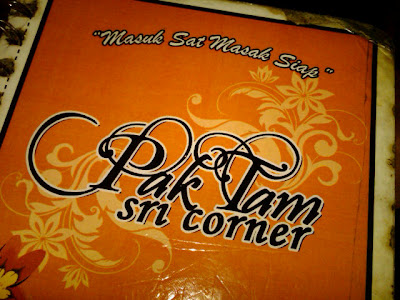 "Masuk Sat Masak Siap"
Pak Tam
sri corner